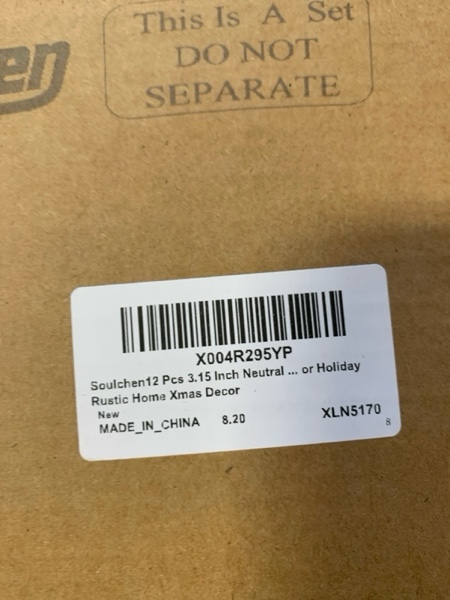 This Is A Set
DO NOT
SEPARATE
en
X004R295YP
Soulchen12 Pcs 3.15 Inch Neutral ... or Holiday
Rustic Home Xmas Decor
New
MADE_IN_CHINA 8.20 XLN5170
8